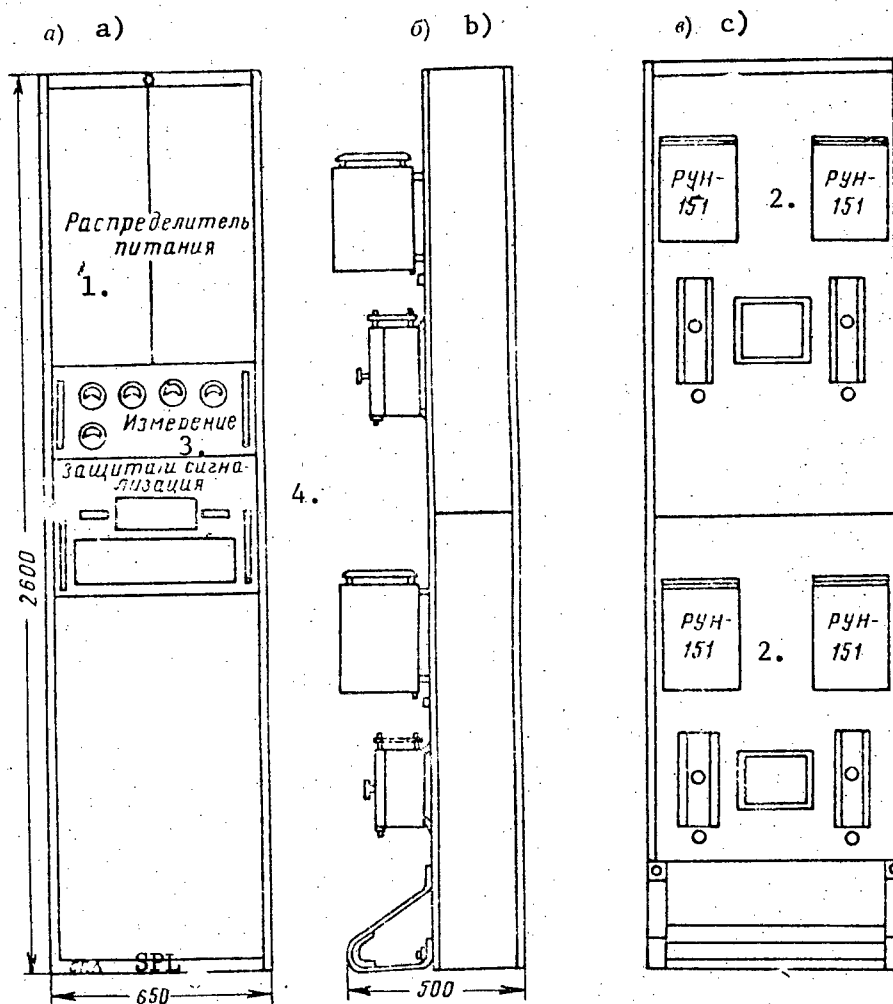 а) a)
б) b)
в) c)
Распределитель
питания
1.
Измерение
3.
Защита и сигна-
лизация
2600
SPL
650
4.
500
РУН-
151
2.
РУН-
151
РУН-
151
2.
РУН-
151